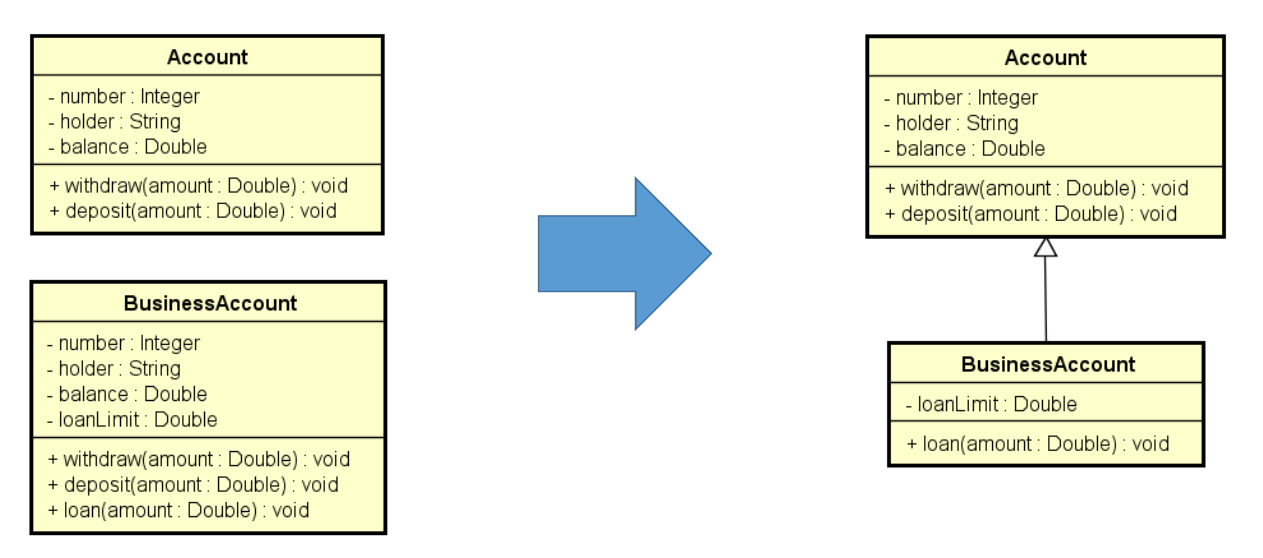 Account
- number : Integer
- holder : String
- balance : Double
+ withdraw(amount : Double) : void
+ deposit(amount : Double) : void
BusinessAccount
- number : Integer
- holder : String
- balance : Double
- loanLimit : Double
+ withdraw(amount : Double) : void
+ deposit(amount : Double) : void
+ loan(amount : Double) : void
Account
- number : Integer
- holder : String
- balance : Double
+ withdraw(amount : Double) : void
+ deposit(amount : Double) : void
BusinessAccount
- loanLimit : Double
+ loan(amount : Double) : void